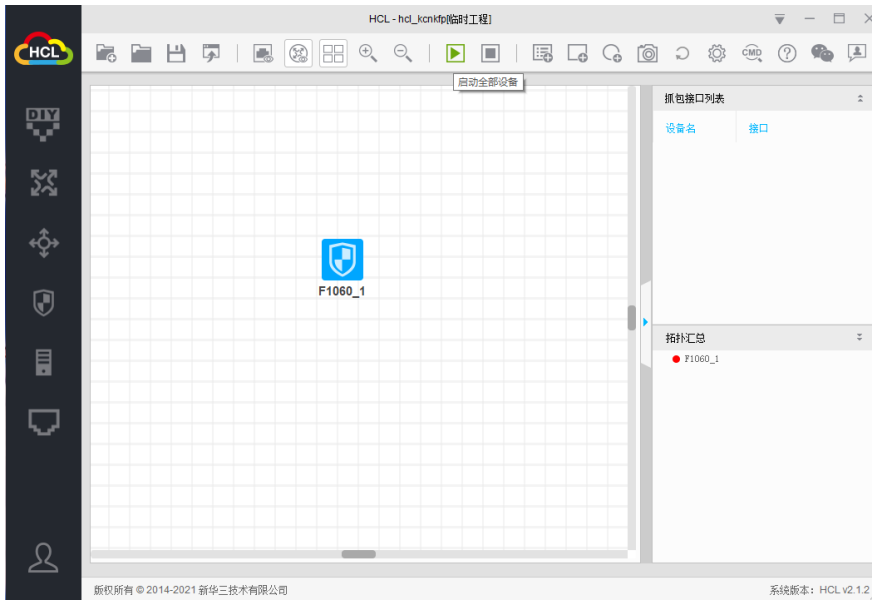 HCL - hcl_kcnkfp[临时工程]
HCL
CMD
启动全部设备
DIY
抓包接口列表
设备名 接口
F1060_1
拓扑汇总
F1060_1
版权所有 © 2014-2021 新华三技术有限公司
系统版本： HCL v2.1.2